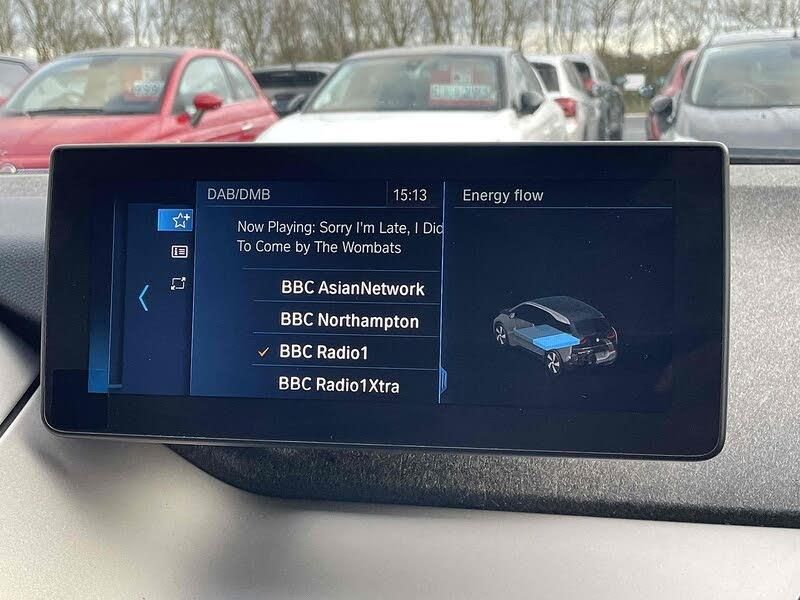 DAB/DMB 15:13 Energy flow
Now Playing: Sorry I'm Late, I Did
To Come by The Wombats
BBC AsianNetwork
BBC Northampton
BBC Radio1
BBC Radio1Xtra